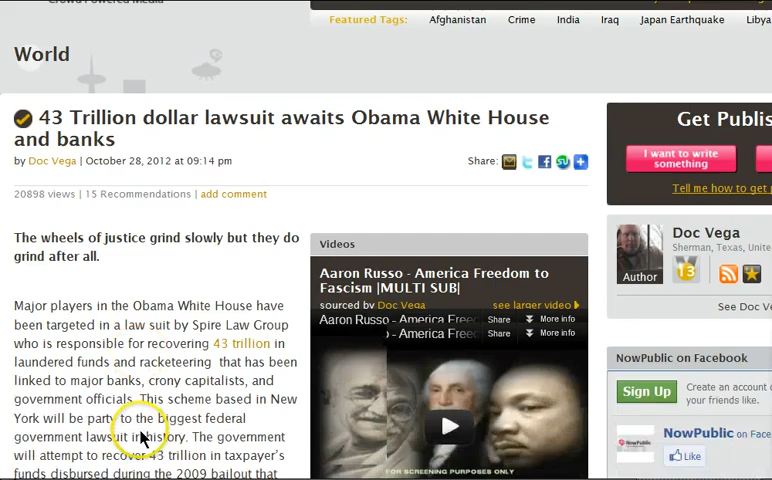 Crowd Powered Media
Featured Tags: Afghanistan Crime India Iraq Japan Earthquake Libya
World
43 Trillion dollar lawsuit awaits Obama White House
and banks
by Doc Vega | October 28, 2012 at 09:14 pm
Share:
20898 views | 15 Recommendations | add comment
The wheels of justice grind slowly but they do
grind after all.
Major players in the Obama White House have
been targeted in a law suit by Spire Law Group
who is responsible for recovering 43 trillion in
laundered funds and racketeering that has been
linked to major banks, crony capitalists, and
government officials. This scheme based in New
York will be party to the biggest federal
government lawsuit in history. The government
will attempt to recover 43 trillion in taxpayer's
funds disbursed during the 2009 bailout that
Videos
Aaron Russo - America Freedom to
Fascism |MULTI SUB|
sourced by Doc Vega see larger video
Aaron Russo - America Free Share More info
- America Free Share More info
FOR SCREENING PURPOSES ONLY
Get Publis
I want to write
something
Tell me how to get
Doc Vega
Sherman, Texas, Unite
13
Author
See Doc Ve
NowPublic on Facebook
Sign Up Create an account o
your friends like.
NowPublic on Face
Like